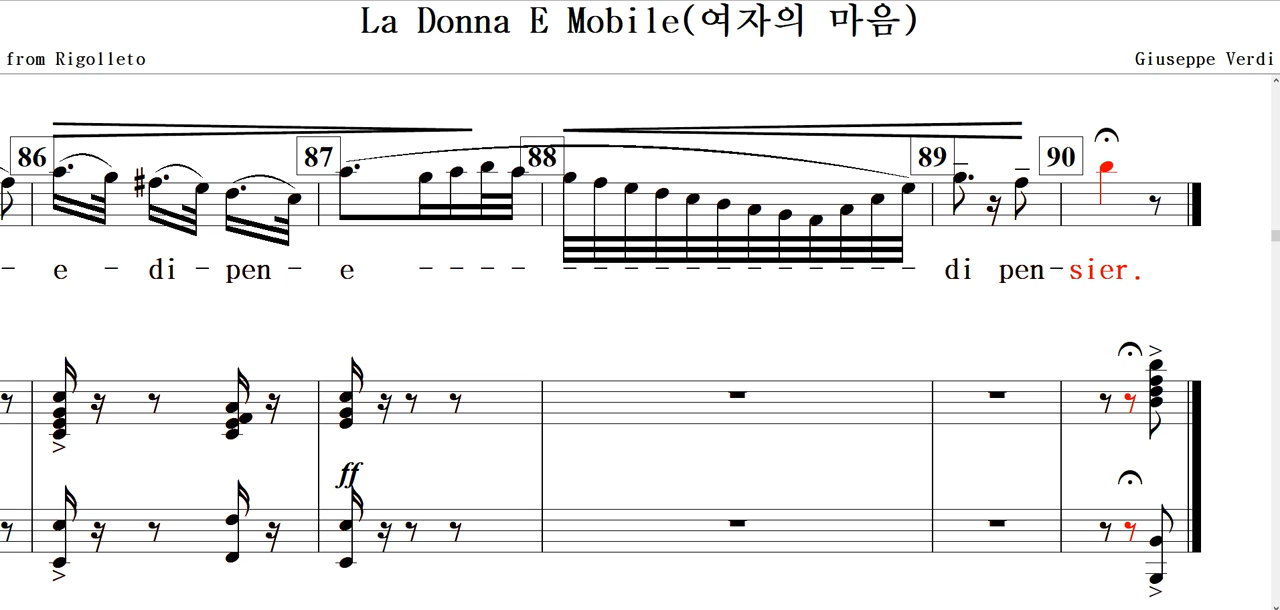 La Donna E Mobile(여자의 마음)
from Rigolleto
Giuseppe Verdi
86 87 88 89 90
- e - di - pen - e - - - - - - - - - - - - - - - - di pen-sier.
ff